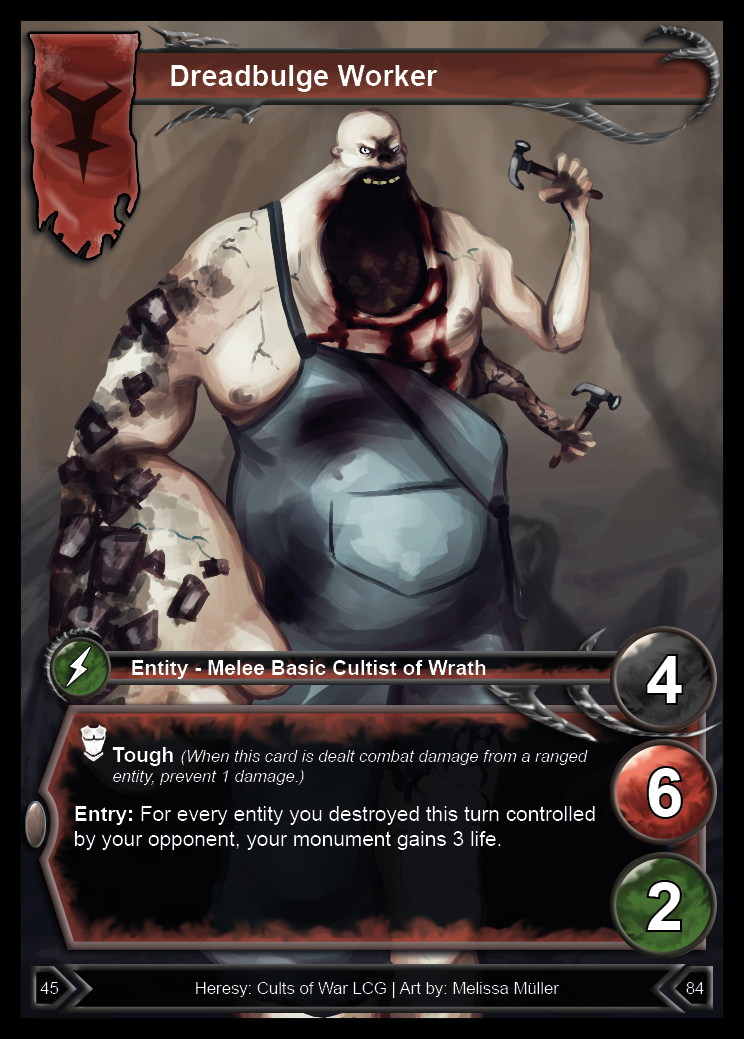 Dreadbulge Worker
Entity - Melee Basic Cultist of Wrath
4
Tough (When this card is dealt combat damage from a ranged
entity, prevent 1 damage.)
6
Entry: For every entity you destroyed this turn controlled
by your opponent, your monument gains 3 life.
2
45
Heresy: Cults of War LCG | Art by: Melissa Müller
84